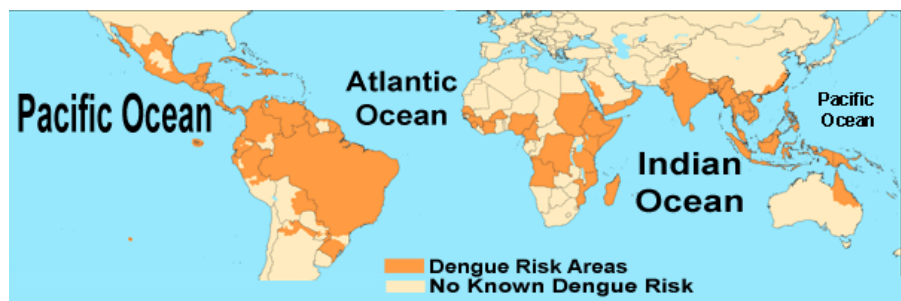 Atlantic
Ocean
Pacific Ocean
Pacific
Ocean
Indian
Ocean
Dengue Risk Areas
No Known Dengue Risk